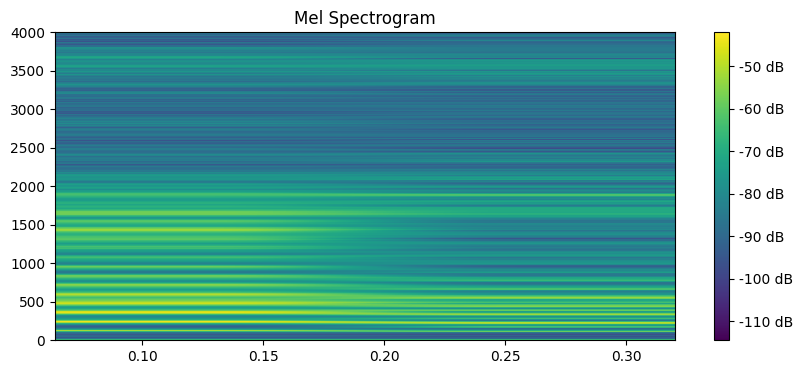 Mel Spectrogram
4000
3500
3000
2500
2000
1500
1000
500
0
0.10 0.15 0.20 0.25 0.30
-50 dB
-60 dB
-70 dB
-80 dB
-90 dB
-100 dB
-110 dB